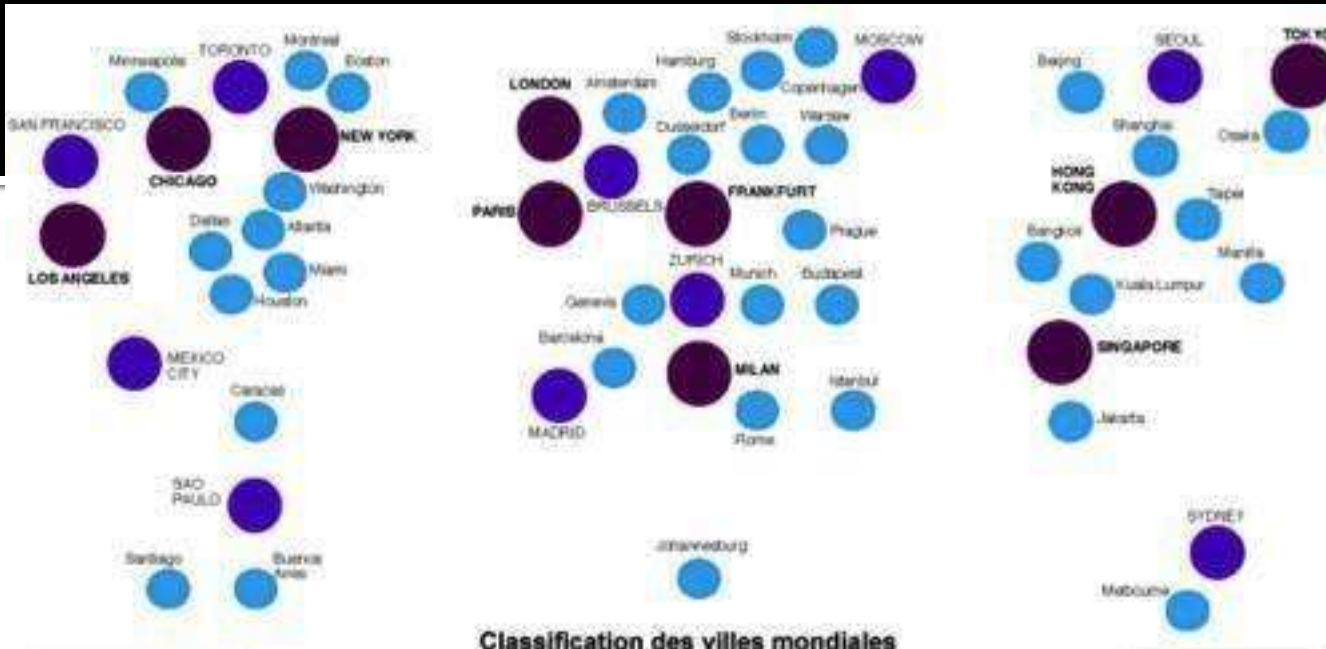 Montreal
TORONTO
Minneapolis
Boston
SAN FRANCISCO
NEW YORK
CHICAGO
Washington
Dallas
Atlanta
Miami
LOS ANGELES
Houston
MEXICO
CITY
Caracas
SAO
PAULO
Santiago
Buenos
Aires
Stockholm
MOSCOW
Hamburg
LONDON
Amsterdam
Copenhagen
Berlin
Warsaw
Dusseldorf
FRANKFURT
PARIS
BRUSSELS
Prague
ZURICH
Munich
Budapest
Geneva
Barcelona
MILAN
Istanbul
MADRID
Rome
Johannesburg
SEOUL
TOKYO
Beijing
Shanghai
Osaka
HONG
KONG
Taipei
Bangkok
Manila
Kuala Lumpur
SINGAPORE
Jakarta
SYDNEY
Melbourne
Classification des villes mondiales